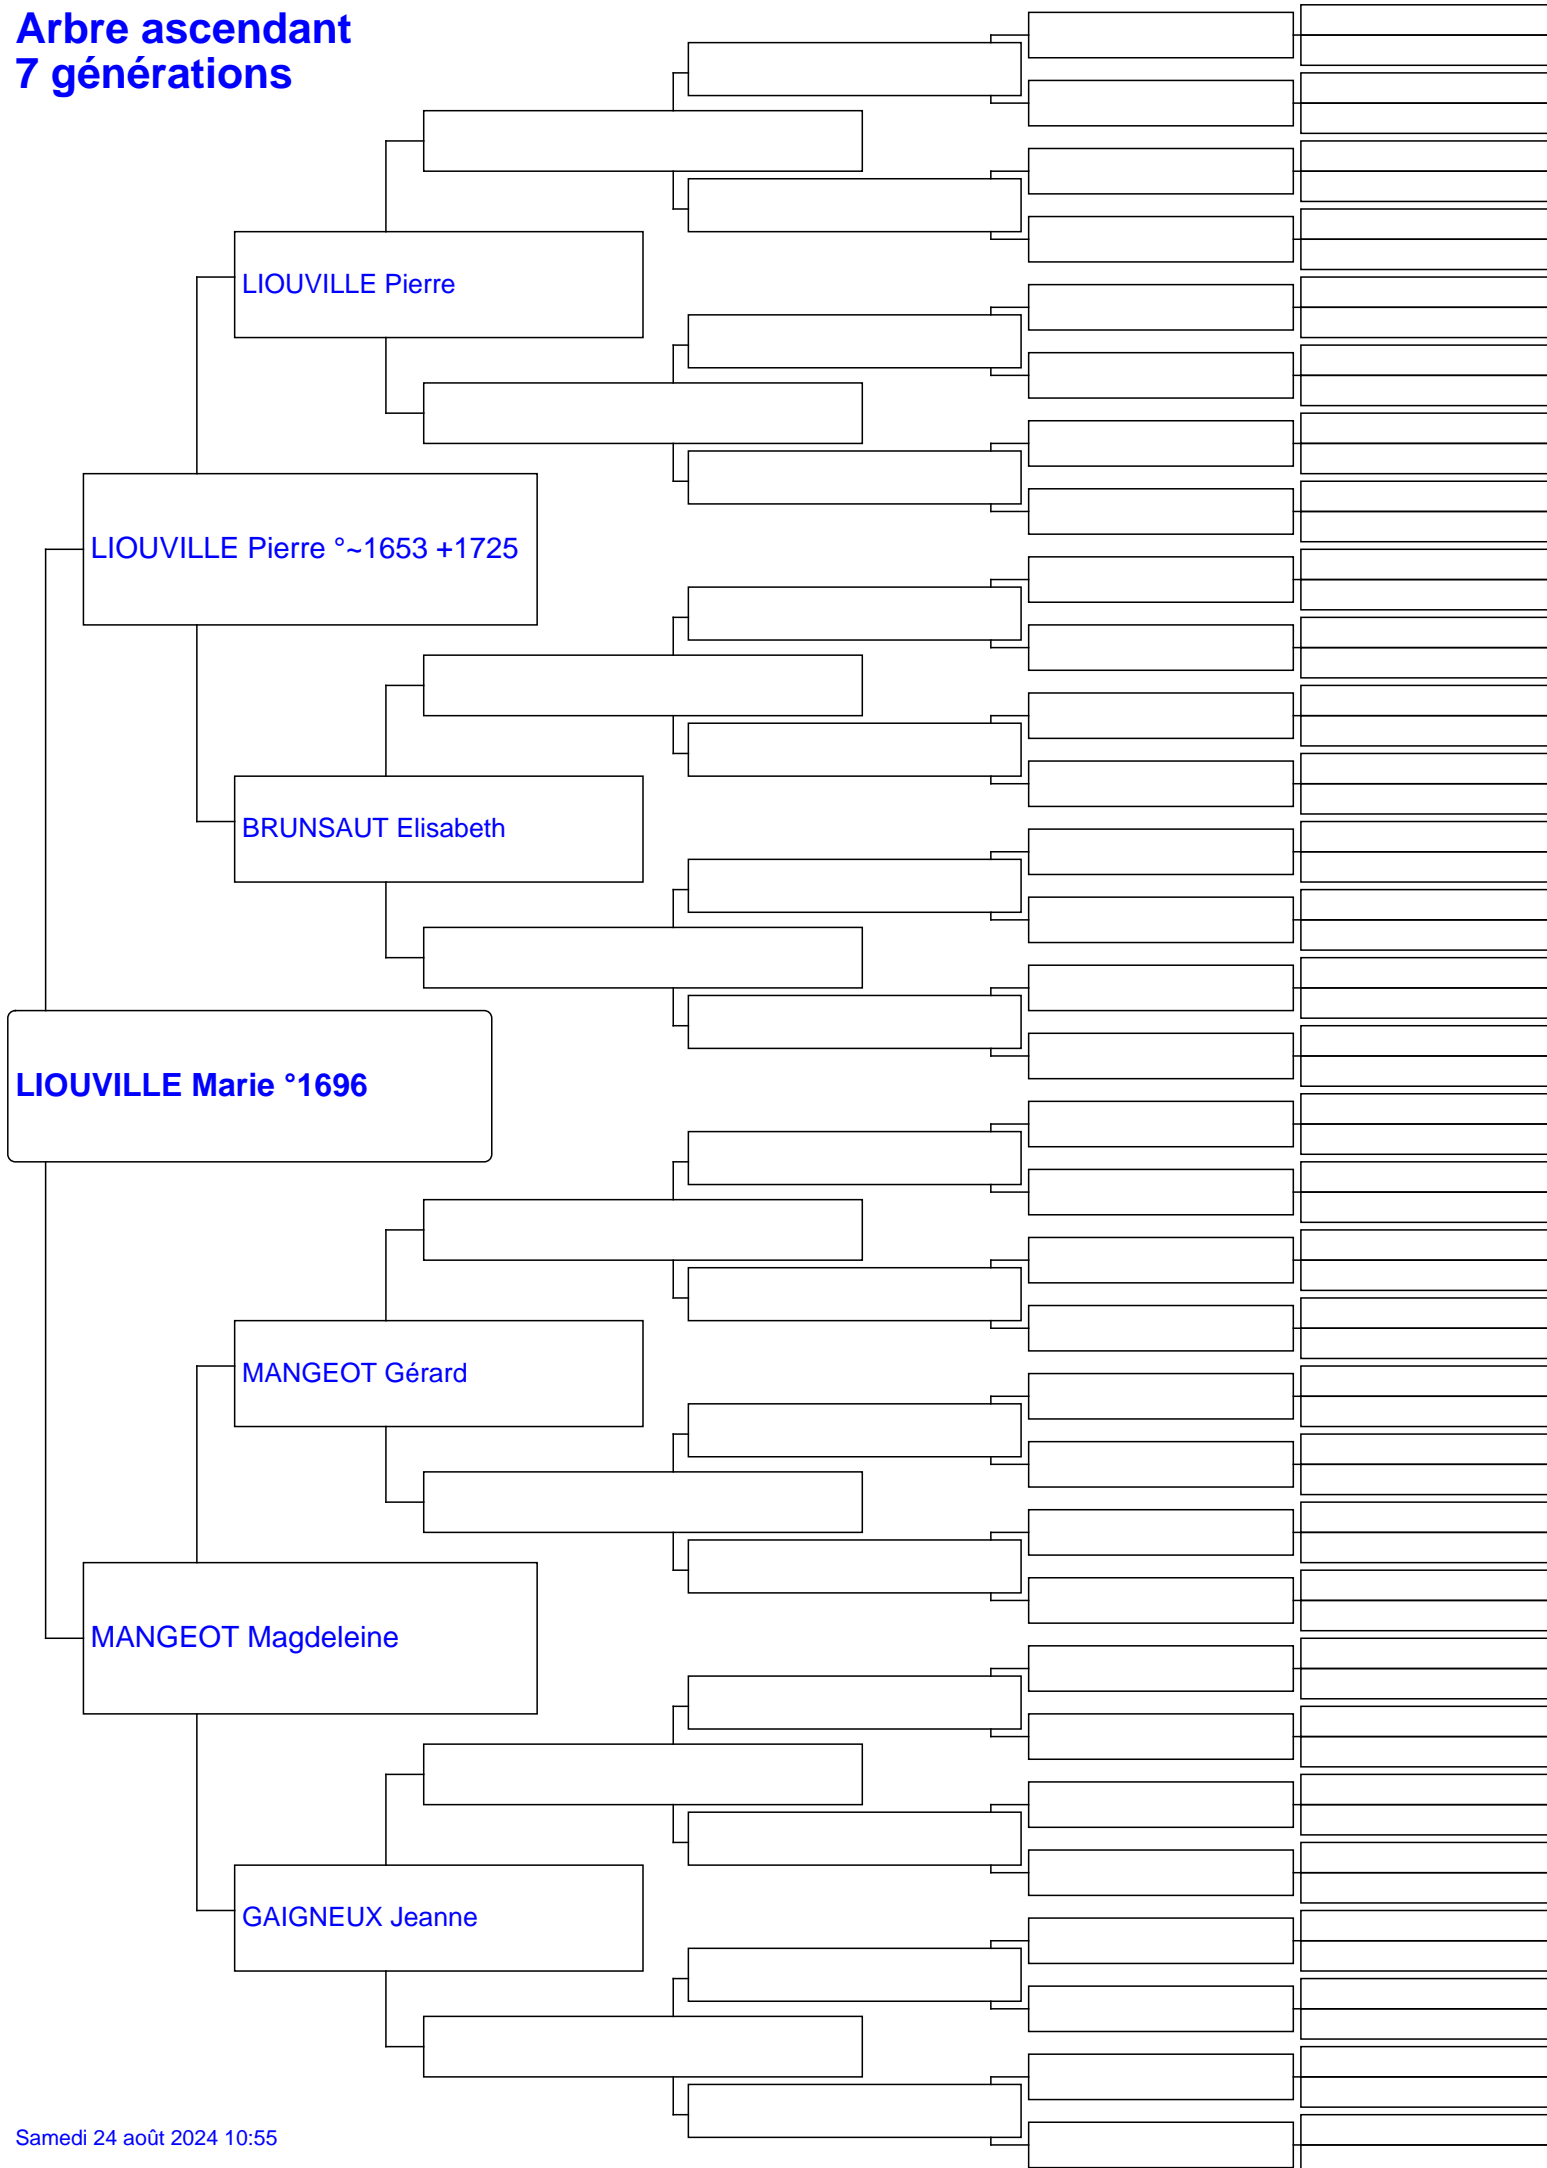 Arbre ascendant
7 générations
LIOUVILLE Pierre
LIOUVILLE Pierre °~1653 +1725
BRUNSAUT Elisabeth
LIOUVILLE Marie °1696
MANGEOT Gérard
MANGEOT Magdeleine
GAIGNEUX Jeanne
Samedi 24 août 2024 10:55